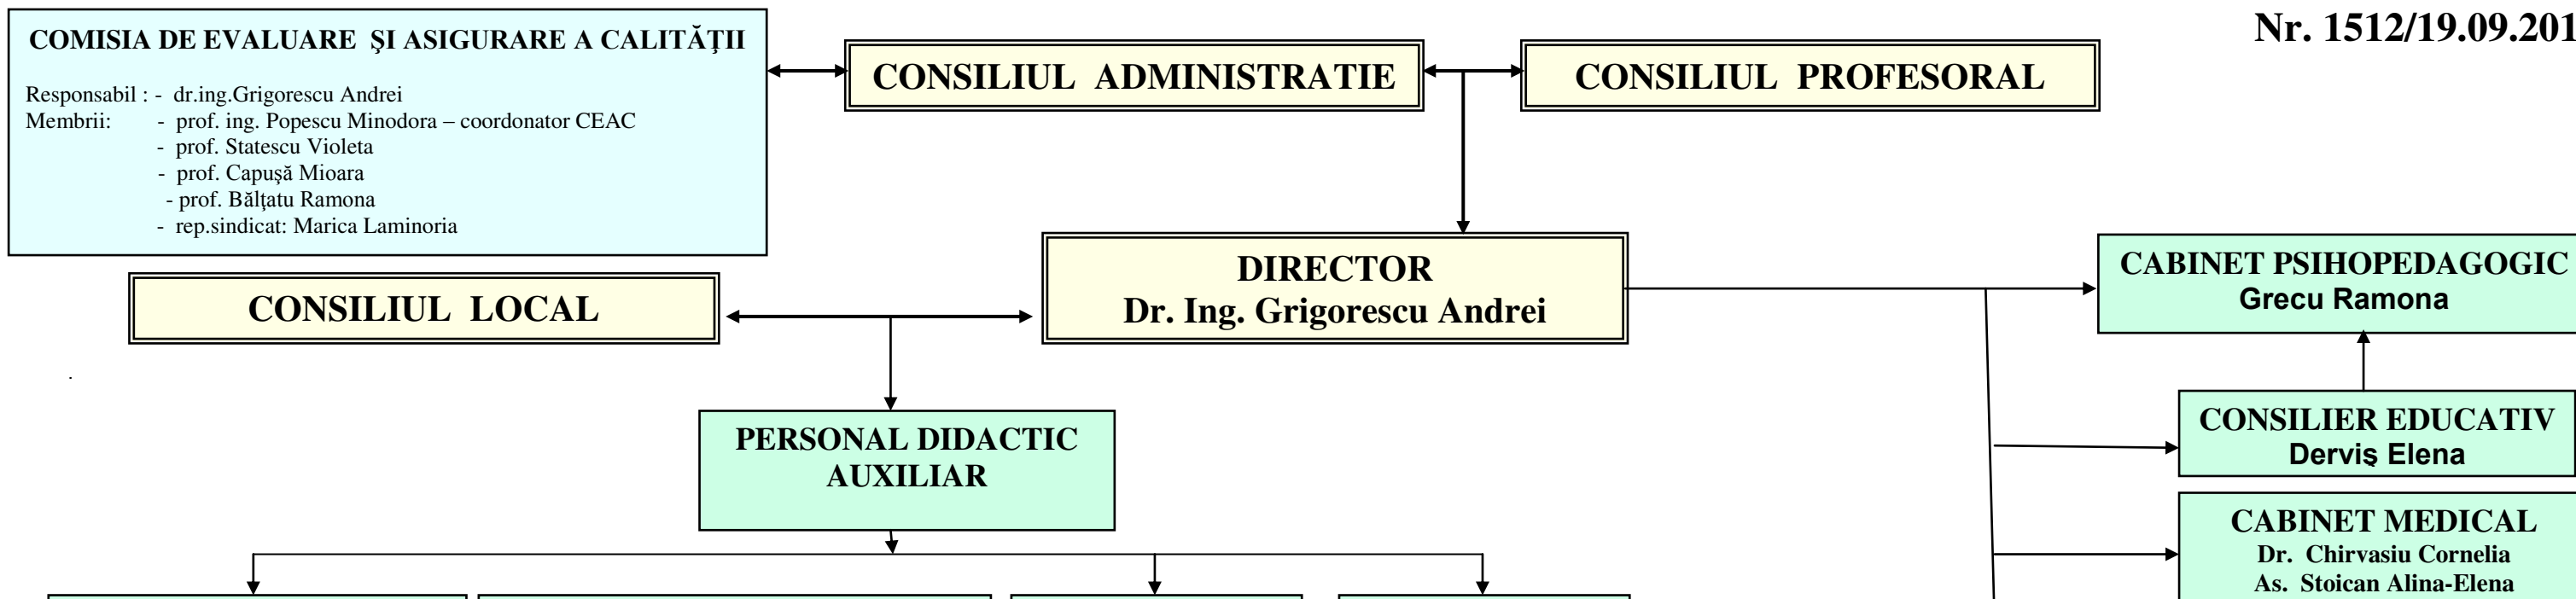 COMISIA DE EVALUARE ŞI ASIGURARE A CALITĂŢII
Responsabil : - dr.ing.Grigorescu Andrei
Membrii: - prof. ing. Popescu Minodora – coordonator CEAC
- prof. Statescu Violeta
- prof. Capuşă Mioara
- prof. Bălţatu Ramona
- rep.sindicat: Marica Laminoria
CONSILIUL ADMINISTRATIE
CONSILIUL PROFESORAL
Nr. 1512/19.09.201
CONSILIUL LOCAL
DIRECTOR
Dr. Ing. Grigorescu Andrei
CABINET PSIHOPEDAGOGIC
Grecu Ramona
PERSONAL DIDACTIC
AUXILIAR
CONSILIER EDUCATIV
Derviş Elena
CABINET MEDICAL
Dr. Chirvasiu Cornelia
As. Stoican Alina-Elena